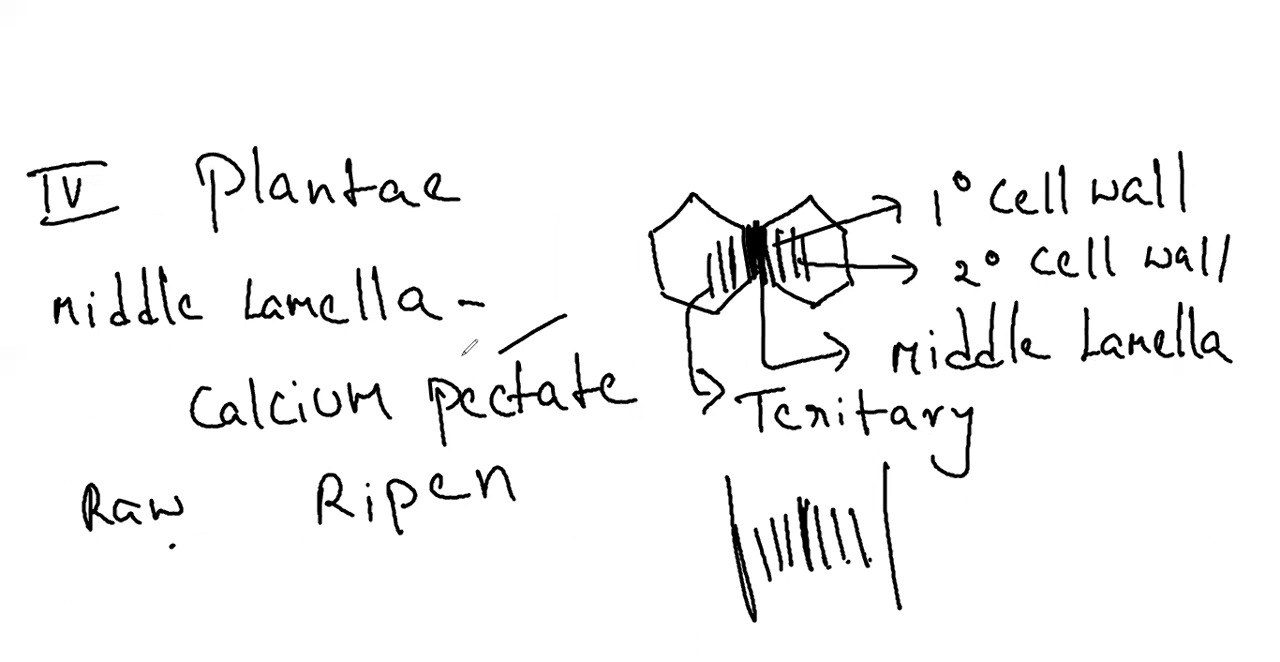 IV Plantae
Middle Lamella -
Calcium pectate
Raw Ripen
1° cell wall
2° cell wall
Middle Lamella
Teritary